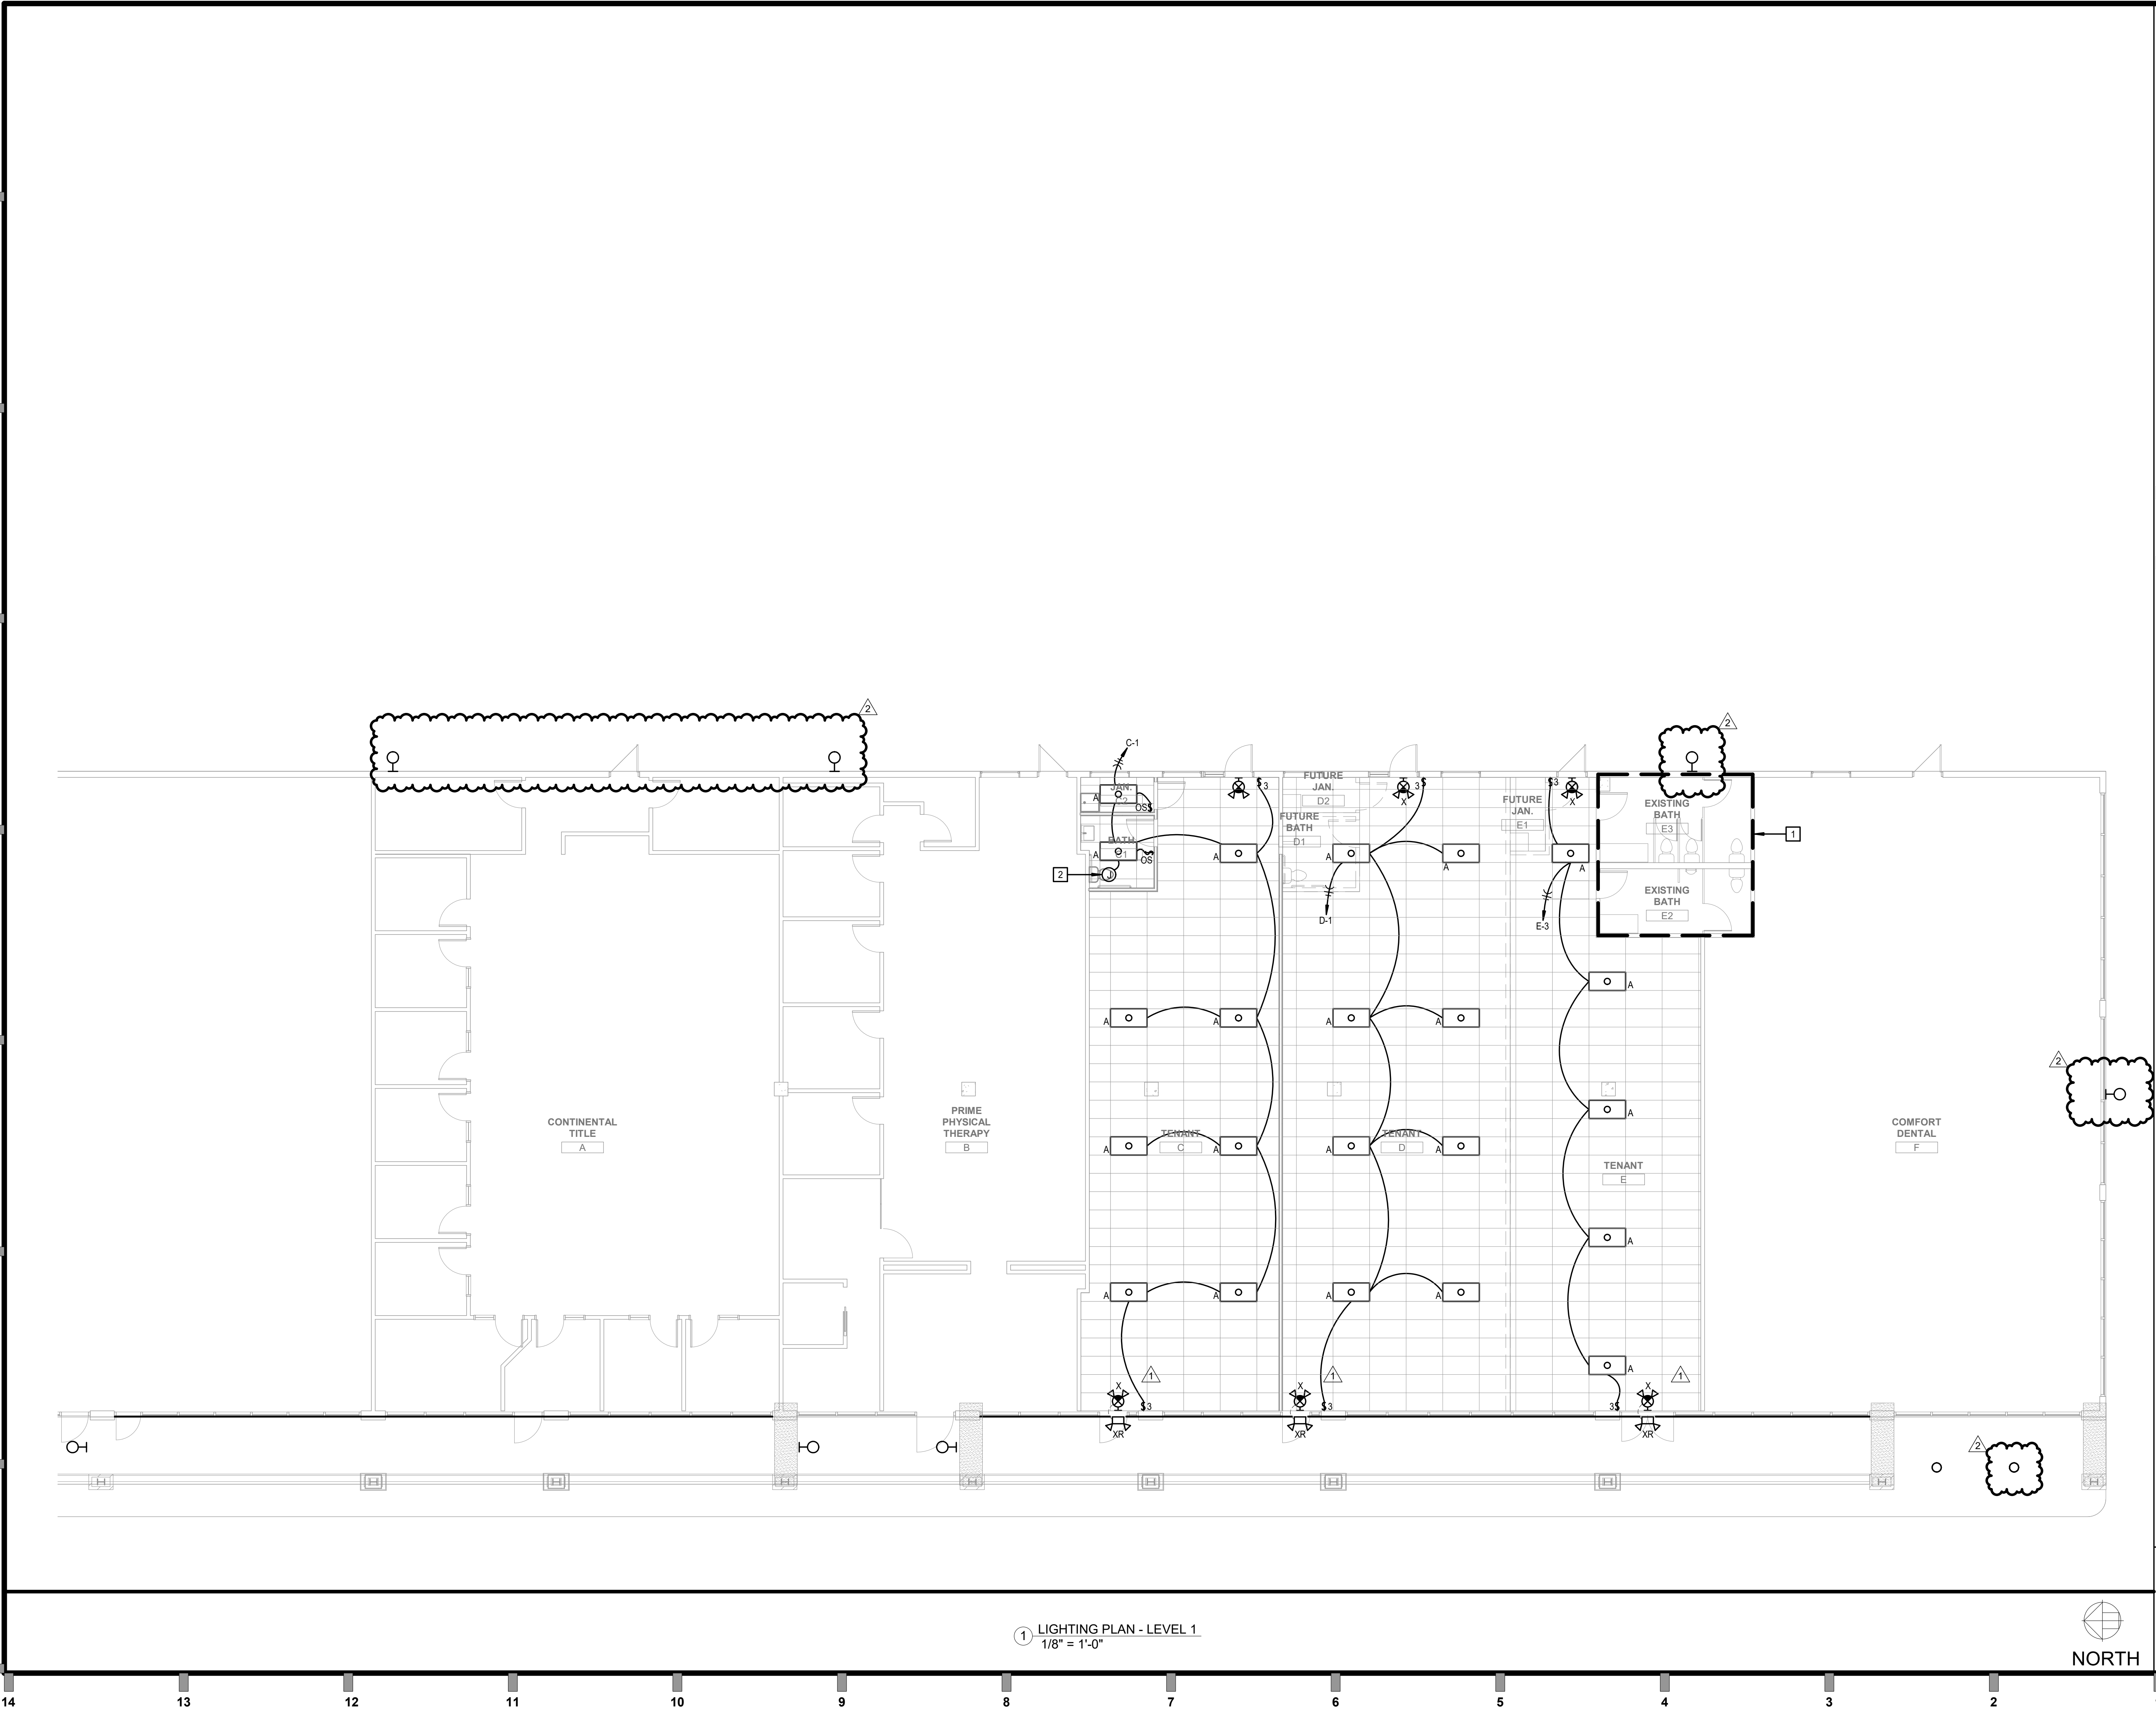 2
2
C-1
JAN.
C2
A
OS$
$3
FUTURE
JAN.
D2
X
3$
FUTURE
JAN.
E1
$3
X
EXISTING
BATH
E3
1
FUTURE
BATH
D1
BATH
C1
A
OS
A
A
A
A
2
J
D-1
E-3
EXISTING
BATH
E2
A
A
A
A
A
2
CONTINENTAL
TITLE
A
PRIME
PHYSICAL
THERAPY
B
A
A
A
A
A
TENANT
C
TENANT
D
TENANT
E
COMFORT
DENTAL
F
A
A
A
A
A
A
1
1
1
X
X
X
$3
$3
3$
XR
XR
XR
2
1
LIGHTING PLAN - LEVEL 1
1/8" = 1'-0"
NORTH
14
13
12
11
10
9
8
7
6
5
4
3
2